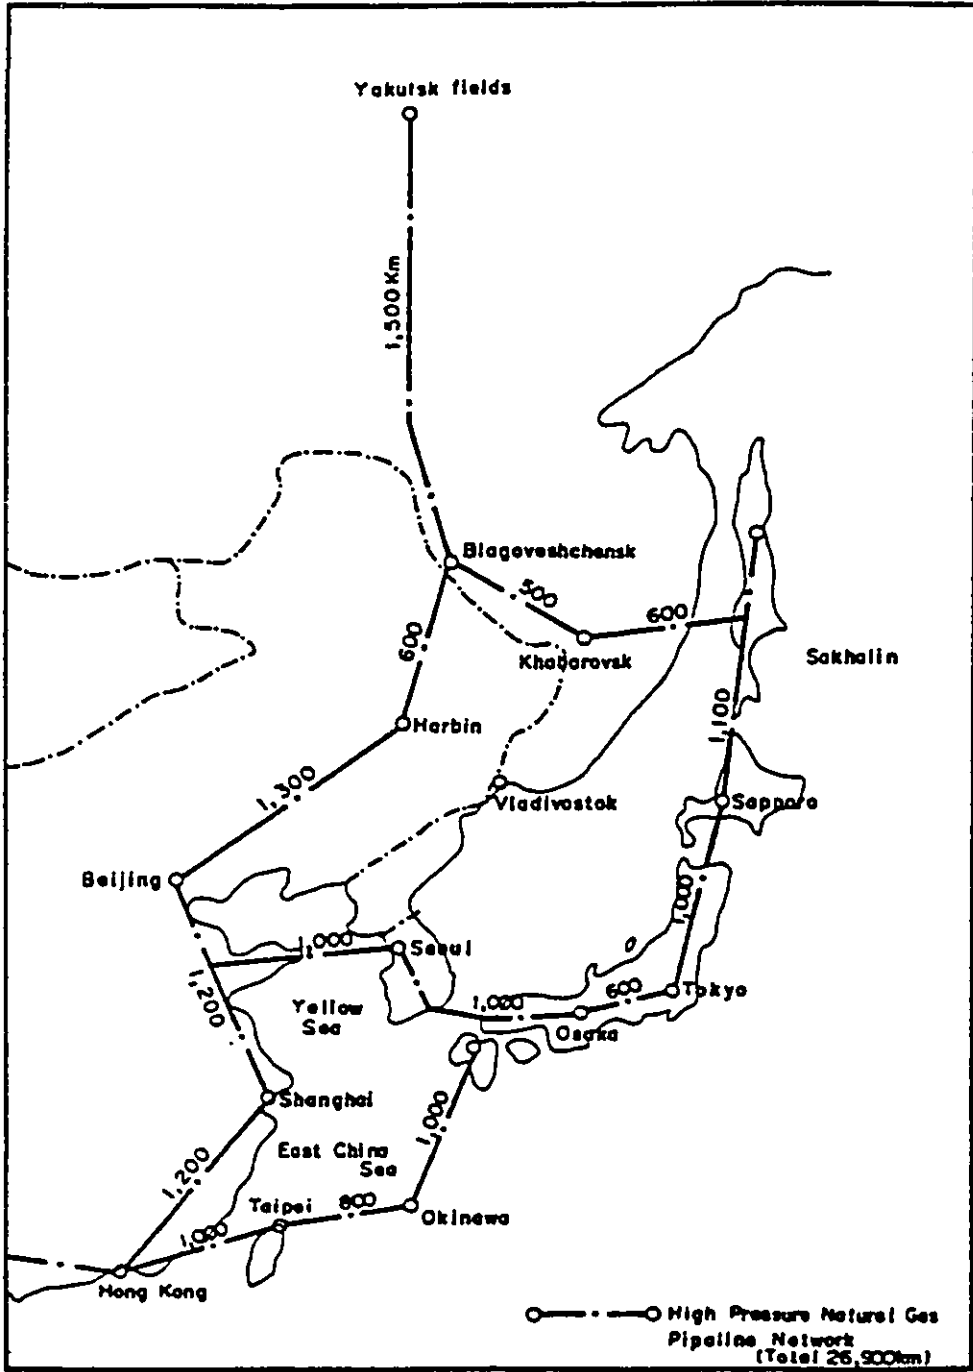 Yakutsk fields
1,500Km
Blagoveshchensk
500
600
Khabarovsk
600
Sakhalin
1,100
Harbin
1,300
Vladivostok
Sapporo
Beijing
1,000
1,000
Seoul
1,200
Yellow
Sea
1,000
600
Tokyo
Osaka
Shanghai
1,000
1,200
East China
Sea
Taipei
800
Okinawa
1,000
Hong Kong
High Pressure Natural Gas
Pipeline Network
(Total 26,900km)